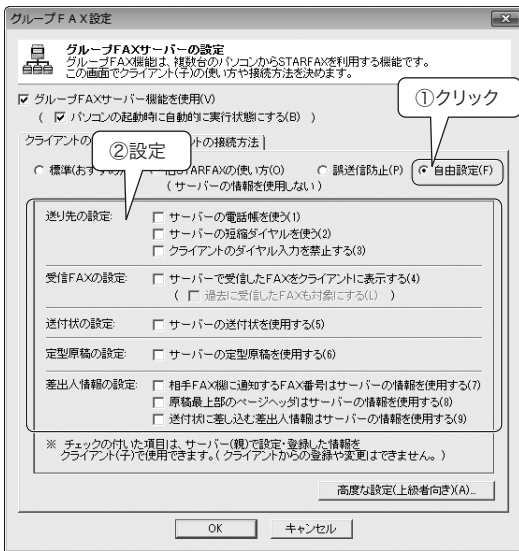 グループFAX設定
グループFAXサーバーの設定
グループFAX機能は、複数台のパソコンからSTARFAXを利用する機能です。
この画面でクライアント(子)の使い方や接続方法を決めます。
グループFAXサーバー機能を使用(V)
( パソコンの起動時に自動的に実行状態にする(B) )
①クリック
クライアントの
ントの接続方法
②設定
標準(おすすめ)
旧STARFAXの使い方(O)
誤送信防止(P)
自由設定(F)
(サーバーの情報を使用しない)
送り先の設定:
サーバーの電話帳を使う(1)
サーバーの短縮ダイヤルを使う(2)
クライアントのダイヤル入力を禁止する(3)
受信FAXの設定:
サーバーで受信したFAXをクライアントに表示する(4)
( 過去に受信したFAXも対象にする(L) )
送付状の設定:
サーバーの送付状を使用する(5)
定型原稿の設定:
サーバーの定型原稿を使用する(6)
差出人情報の設定:
相手FAX機に通知するFAX番号はサーバーの情報を使用する(7)
原稿最上部のページヘッダはサーバーの情報を使用する(8)
送付状に差し込む差出人情報はサーバーの情報を使用する(9)
※ チェックの付いた項目は、サーバー(親)で設定・登録した情報を
クライアント(子)で使用できます。(クライアントからの登録や変更はできません。)
高度な設定(上級者向き)(A)...
OK
キャンセル